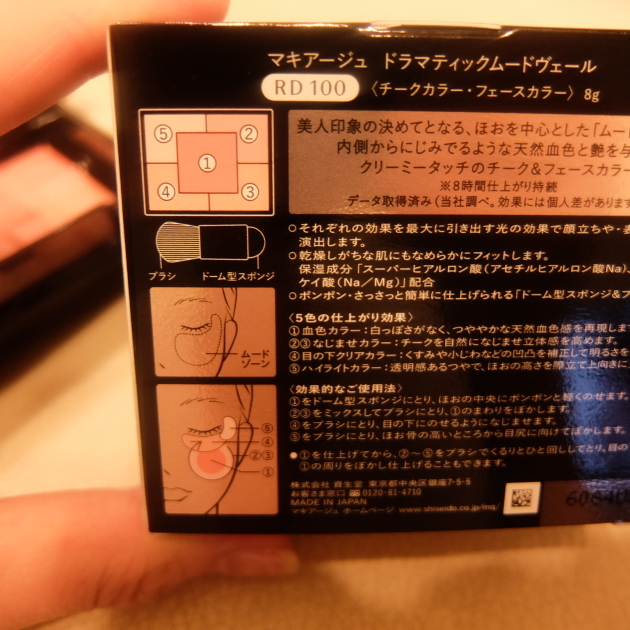 マキアージュ ドラマティックムードヴェール
RD 100 〈チークカラー・フェースカラー〉 8g
⑤ ②
①
④ ③
美人印象の決めてとなる、ほおを中心とした「ムー
内側からにじみでるような天然血色と艶を与
クリーミータッチのチーク＆フェースカラー
※8時間仕上がり持続
データ取得済み（当社調べ。効果には個人差があります
ブラシ ドーム型スポンジ
○それぞれの効果を最大に引き出す光の効果で顔立ちや・表
演出します。
○乾燥しがちな肌にもなめらかにフィットします。
保湿成分「スーパーヒアルロン酸（アセチルヒアルロン酸Na）、
ケイ酸（Na／Mg）」配合
○ポンポン・さっさっと簡単に仕上げられる「ドーム型スポンジ＆ブ
ムード
ゾーン
〈5色の仕上がり効果〉
①血色カラー：白っぽさがなく、つややかな天然血色感を再現しま
②③なじませカラー：チークを自然になじませ立体感を高めます。
④目の下クリアカラー：くすみや小じわなどの凹凸を補正して明るさを
⑤ハイライトカラー：透明感あるつやで、ほおの高さを際立て上向きに
⑤
④
②③
①
〈効果的なご使用法〉
①をドーム型スポンジにとり、ほおの中央にポンポンと軽くのせます。
②③をミックスしてブラシにとり、①のまわりをぼかします。
④をブラシにとり、目の下にのせるようになじませます。
⑤をブラシにとり、ほお骨の高いところから目尻に向けてぼかします。
●①を仕上げてから、②～⑤をブラシでくるりとひと回ししてとり、目の
①の周りをぼかし仕上げることもできます。
株式会社 資生堂 東京都中央区銀座7-5-5
お客さま窓口 0120-81-4710
MADE IN JAPAN
マキアージュ ホームページ www.shiseido.co.jp/mq/